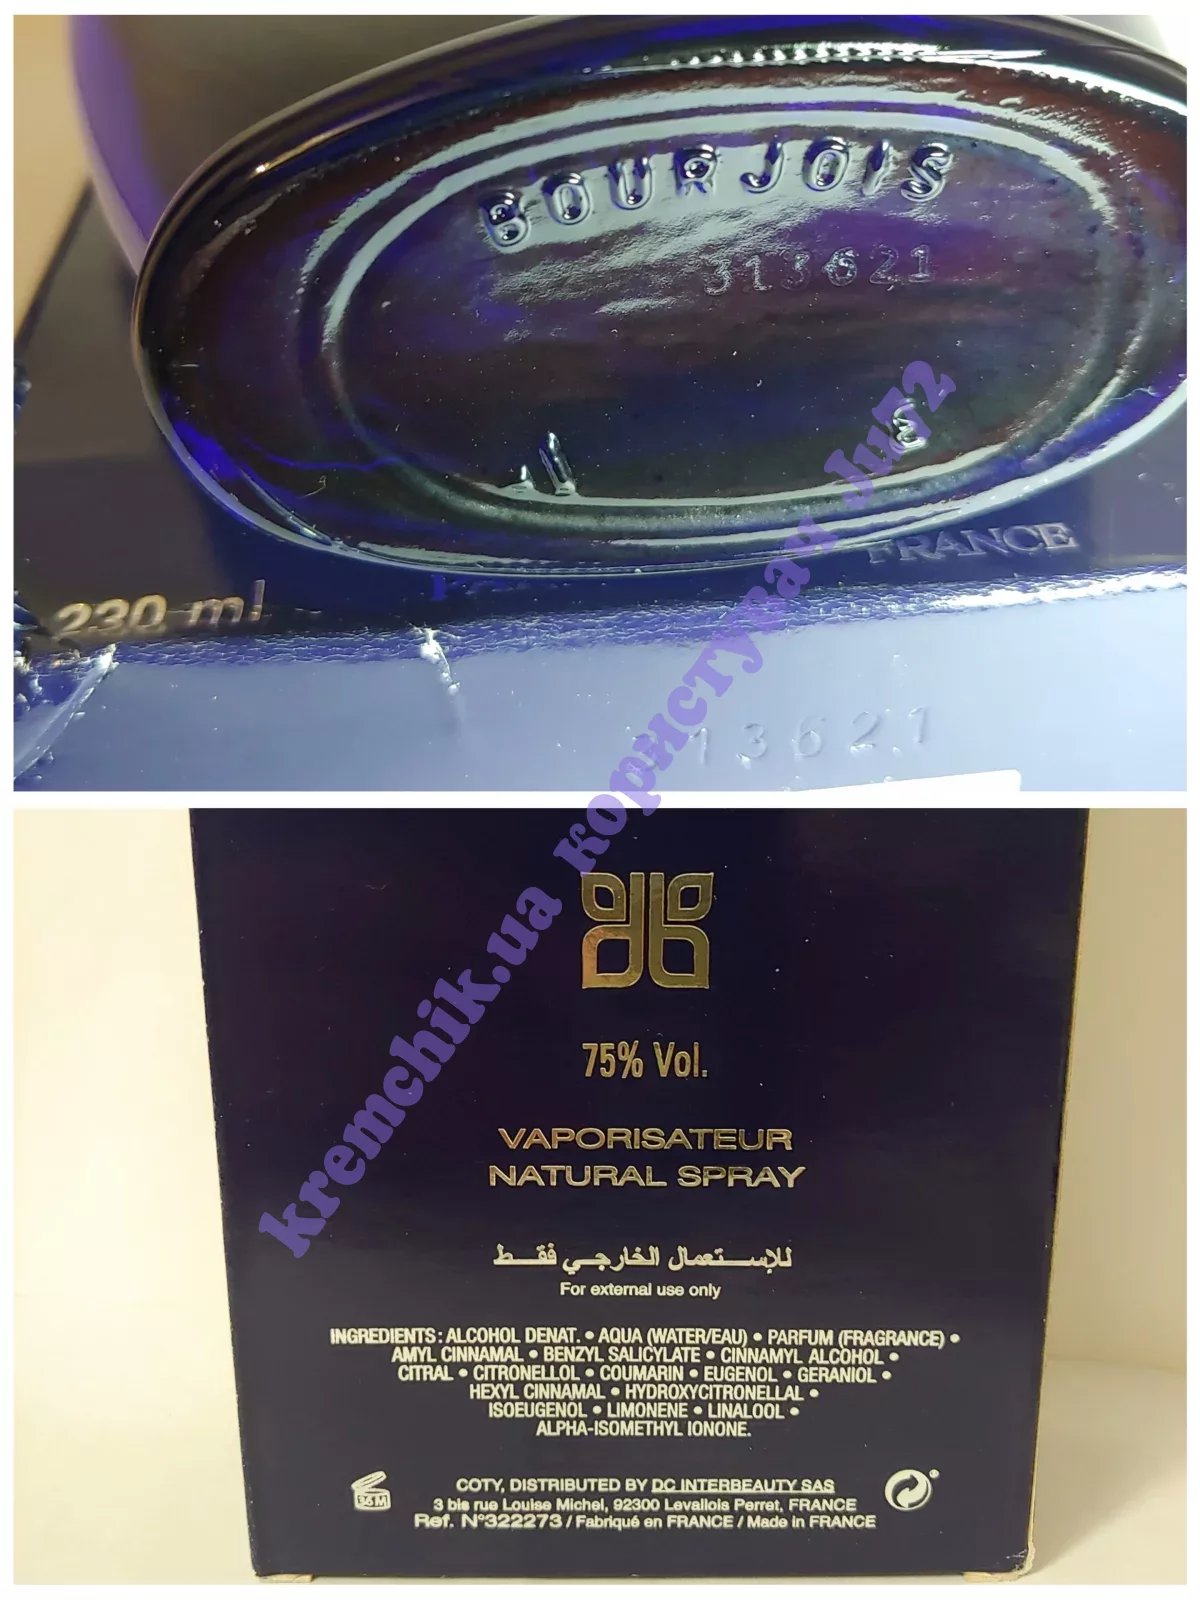 BOURJOIS
313621
3
FRANCE
230 ml
13621
kremchik.ua користувач Ju72
75% Vol.
VAPORISATEUR
NATURAL SPRAY
للإستعمال الخارجي فقط
For external use only
INGREDIENTS : ALCOHOL DENAT. • AQUA (WATER/EAU) • PARFUM (FRAGRANCE) •
AMYL CINNAMAL • BENZYL SALICYLATE • CINNAMYL ALCOHOL •
CITRAL • CITRONELLOL • COUMARIN • EUGENOL • GERANIOL •
HEXYL CINNAMAL • HYDROXYCITRONELLAL •
ISOEUGENOL • LIMONENE • LINALOOL •
ALPHA-ISOMETHYL IONONE.
36 M
COTY, DISTRIBUTED BY DC INTERBEAUTY SAS
3 bis rue Louise Michel, 92300 Levallois Perret, FRANCE
Ref. N°322273 / Fabriqué en FRANCE / Made in FRANCE